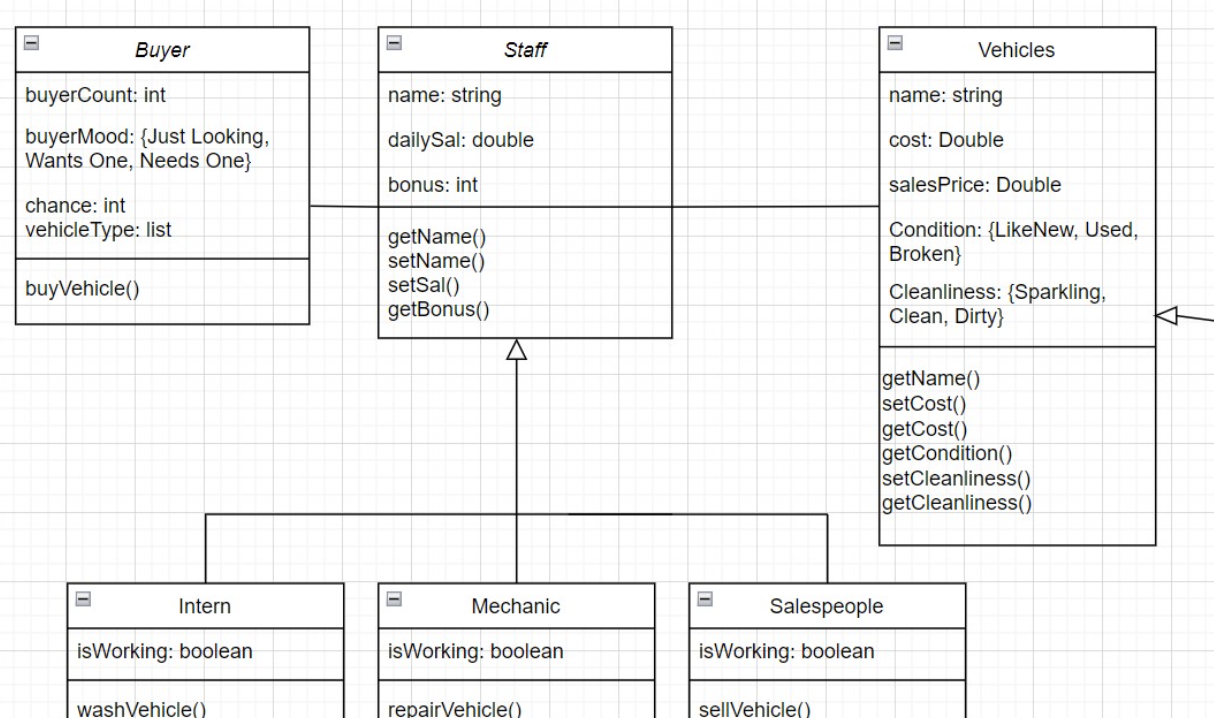 Buyer
buyerCount: int
buyerMood: {Just Looking,
Wants One, Needs One}
chance: int
vehicleType: list
buyVehicle()
Staff
name: string
dailySal: double
bonus: int
getName()
setName()
setSal()
getBonus()
Vehicles
name: string
cost: Double
salesPrice: Double
Condition: {LikeNew, Used,
Broken}
Cleanliness: {Sparkling,
Clean, Dirty}
getName()
setCost()
getCost()
getCondition()
setCleanliness()
getCleanliness()
Intern
isWorking: boolean
washVehicle()
Mechanic
isWorking: boolean
repairVehicle()
Salespeople
isWorking: boolean
sellVehicle()